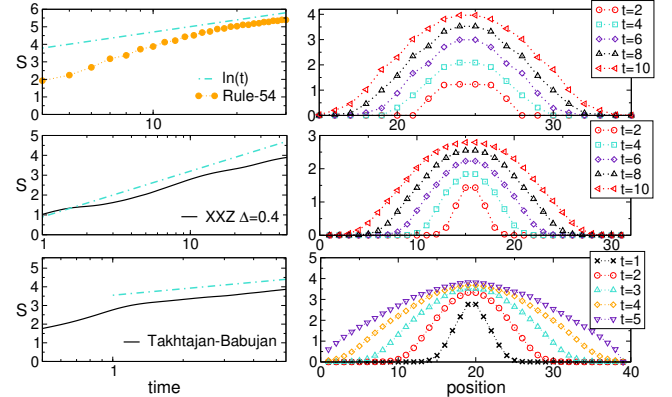 6
5
4
3
2
1
0
S
ln(t)
Rule-54
10
4
3
2
1
0
20
30
t=2
t=4
t=6
t=8
t=10
5
4
3
2
1
0
S
XXZ Δ=0.4
1
10
3
2
1
0
0
10
20
30
t=2
t=4
t=6
t=8
t=10
5
4
3
2
1
0
S
Takhtajan-Babujan
1
time
5
4
3
2
1
0
0
10
20
30
40
t=1
t=2
t=3
t=4
t=5
position